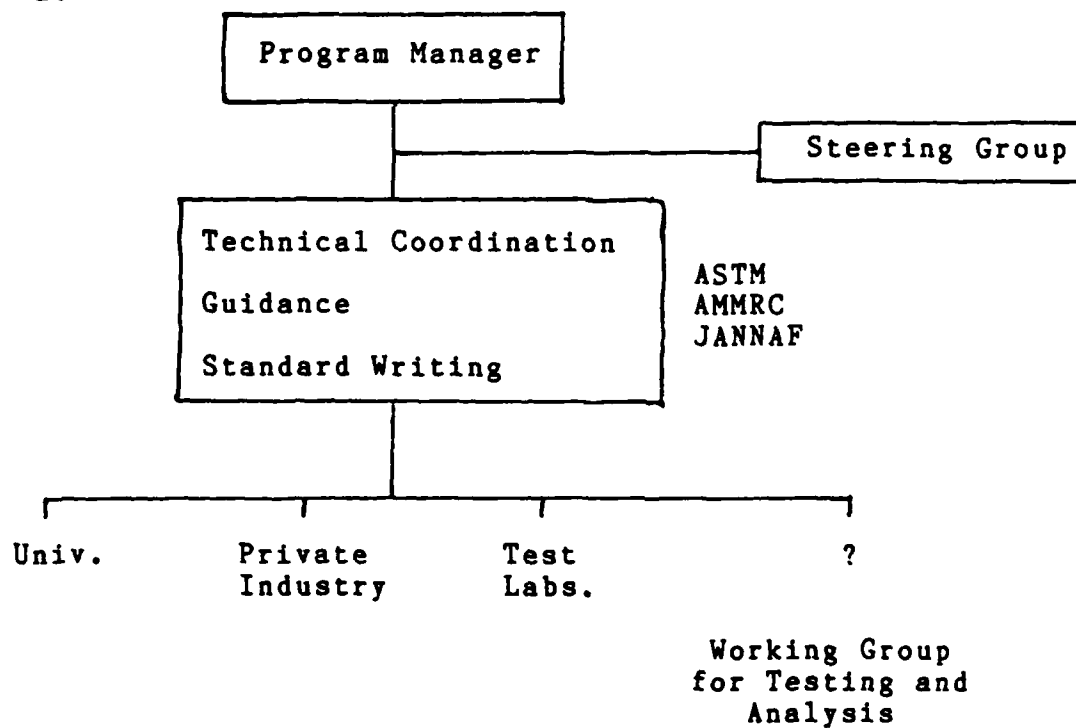 Program Manager
Steering Group
Technical Coordination
Guidance
Standard Writing
ASTM
AMMRC
JANNAF
Univ.
Private
Industry
Test
Labs.
?
Working Group
for Testing and
Analysis